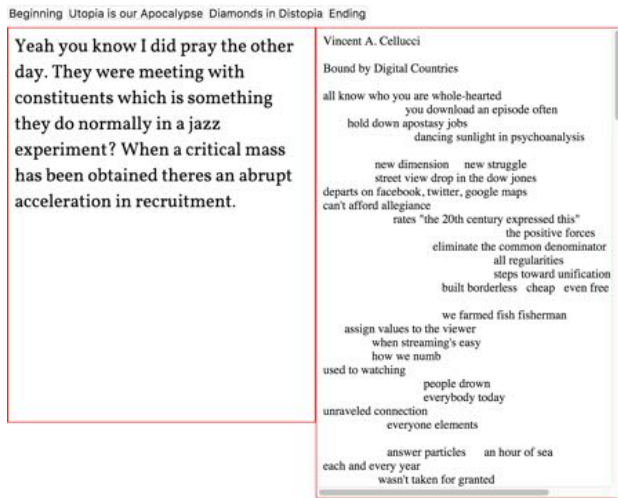 Beginning Utopia is our Apocalypse Diamonds in Distopia Ending
Yeah you know I did pray the other
day. They were meeting with
constituents which is something
they do normally in a jazz
experiment? When a critical mass
has been obtained theres an abrupt
acceleration in recruitment.
Vincent A. Cellucci
Bound by Digital Countries
all know who you are whole-hearted
you download an episode often
hold down apostasy jobs
dancing sunlight in psychoanalysis
new dimension new struggle
street view drop in the dow jones
departs on facebook, twitter, google maps
can't afford allegiance
rates "the 20th century expressed this"
the positive forces
eliminate the common denominator
all regularities
steps toward unification
built borderless cheap even free
we farmed fish fisherman
assign values to the viewer
when streaming's easy
how we numb
used to watching
people drown
everybody today
unraveled connection
everyone elements
answer particles an hour of sea
each and every year
wasn't taken for granted